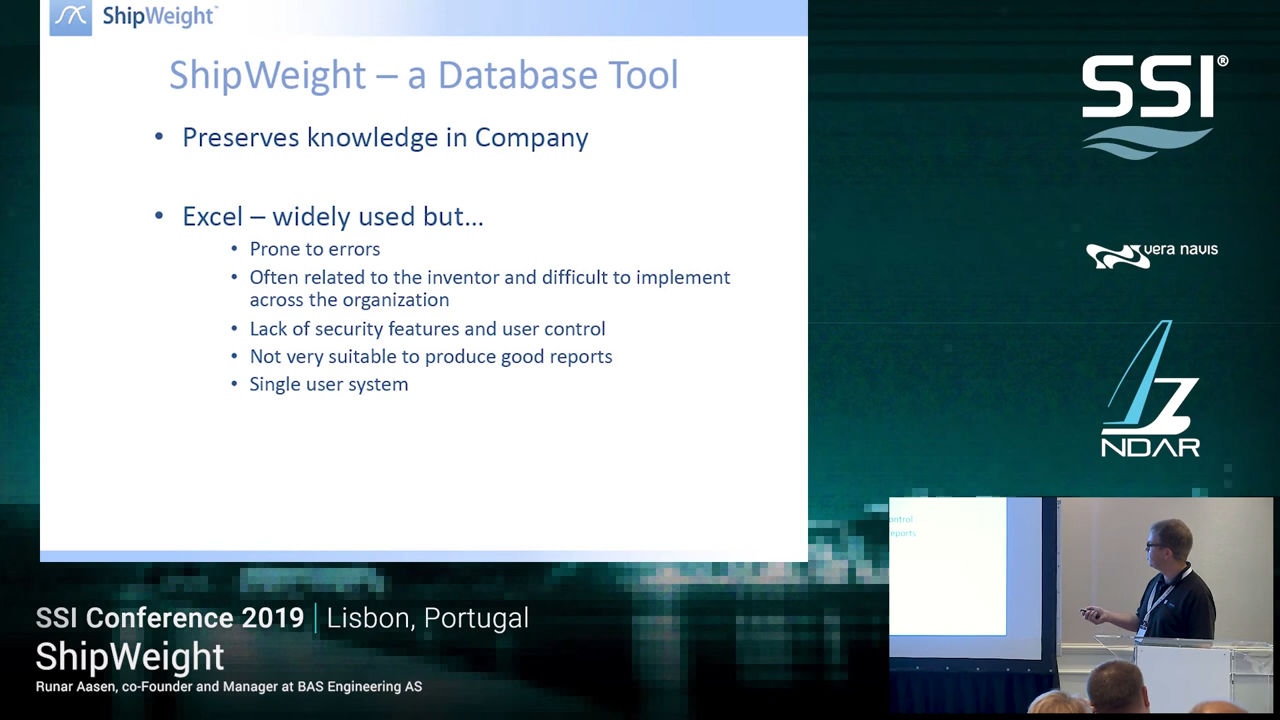 ShipWeight™
ShipWeight – a Database Tool
• Preserves knowledge in Company
• Excel – widely used but...
• Prone to errors
• Often related to the inventor and difficult to implement
across the organization
• Lack of security features and user control
• Not very suitable to produce good reports
• Single user system
SSI®
vera navis
NDAR
ontrol
reports
SSI Conference 2019 | Lisbon, Portugal
ShipWeight
Runar Aasen, co-Founder and Manager at BAS Engineering AS